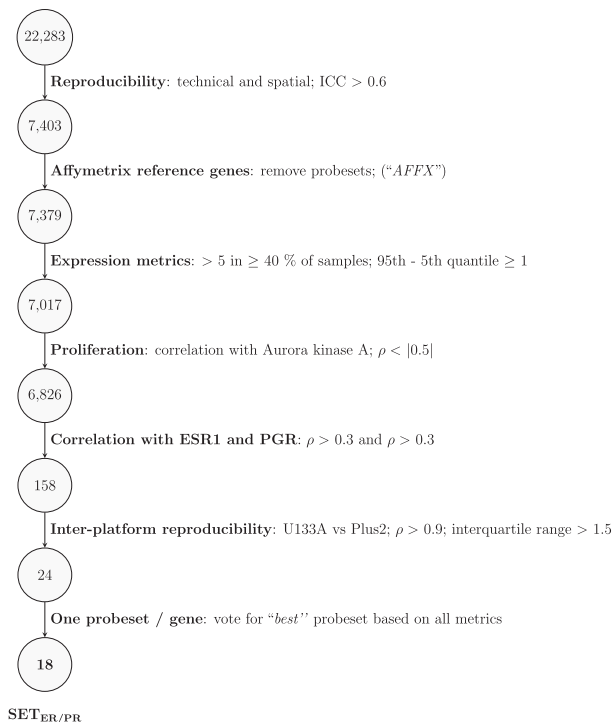 22,283
Reproducibility: technical and spatial; ICC > 0.6
7,403
Affymetrix reference genes: remove probesets; (“AFFX”)
7,379
Expression metrics: > 5 in ≥ 40 % of samples; 95th - 5th quantile ≥ 1
7,017
Proliferation: correlation with Aurora kinase A; ρ < |0.5|
6,826
Correlation with ESR1 and PGR: ρ > 0.3 and ρ > 0.3
158
Inter-platform reproducibility: U133A vs Plus2; ρ > 0.9; interquartile range > 1.5
24
One probeset / gene: vote for “best’’ probeset based on all metrics
18
SET_ER/PR